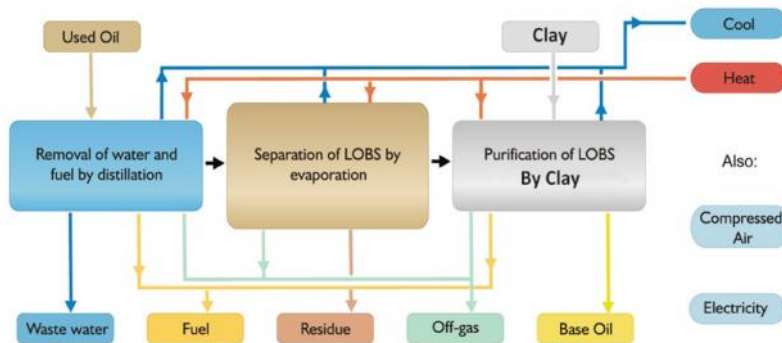 Used Oil
Clay
Cool
Heat
Removal of water and
fuel by distillation
Separation of LOBS by
evaporation
Purification of LOBS
By Clay
Also:
Compressed
Air
Electricity
Waste water
Fuel
Residue
Off-gas
Base Oil